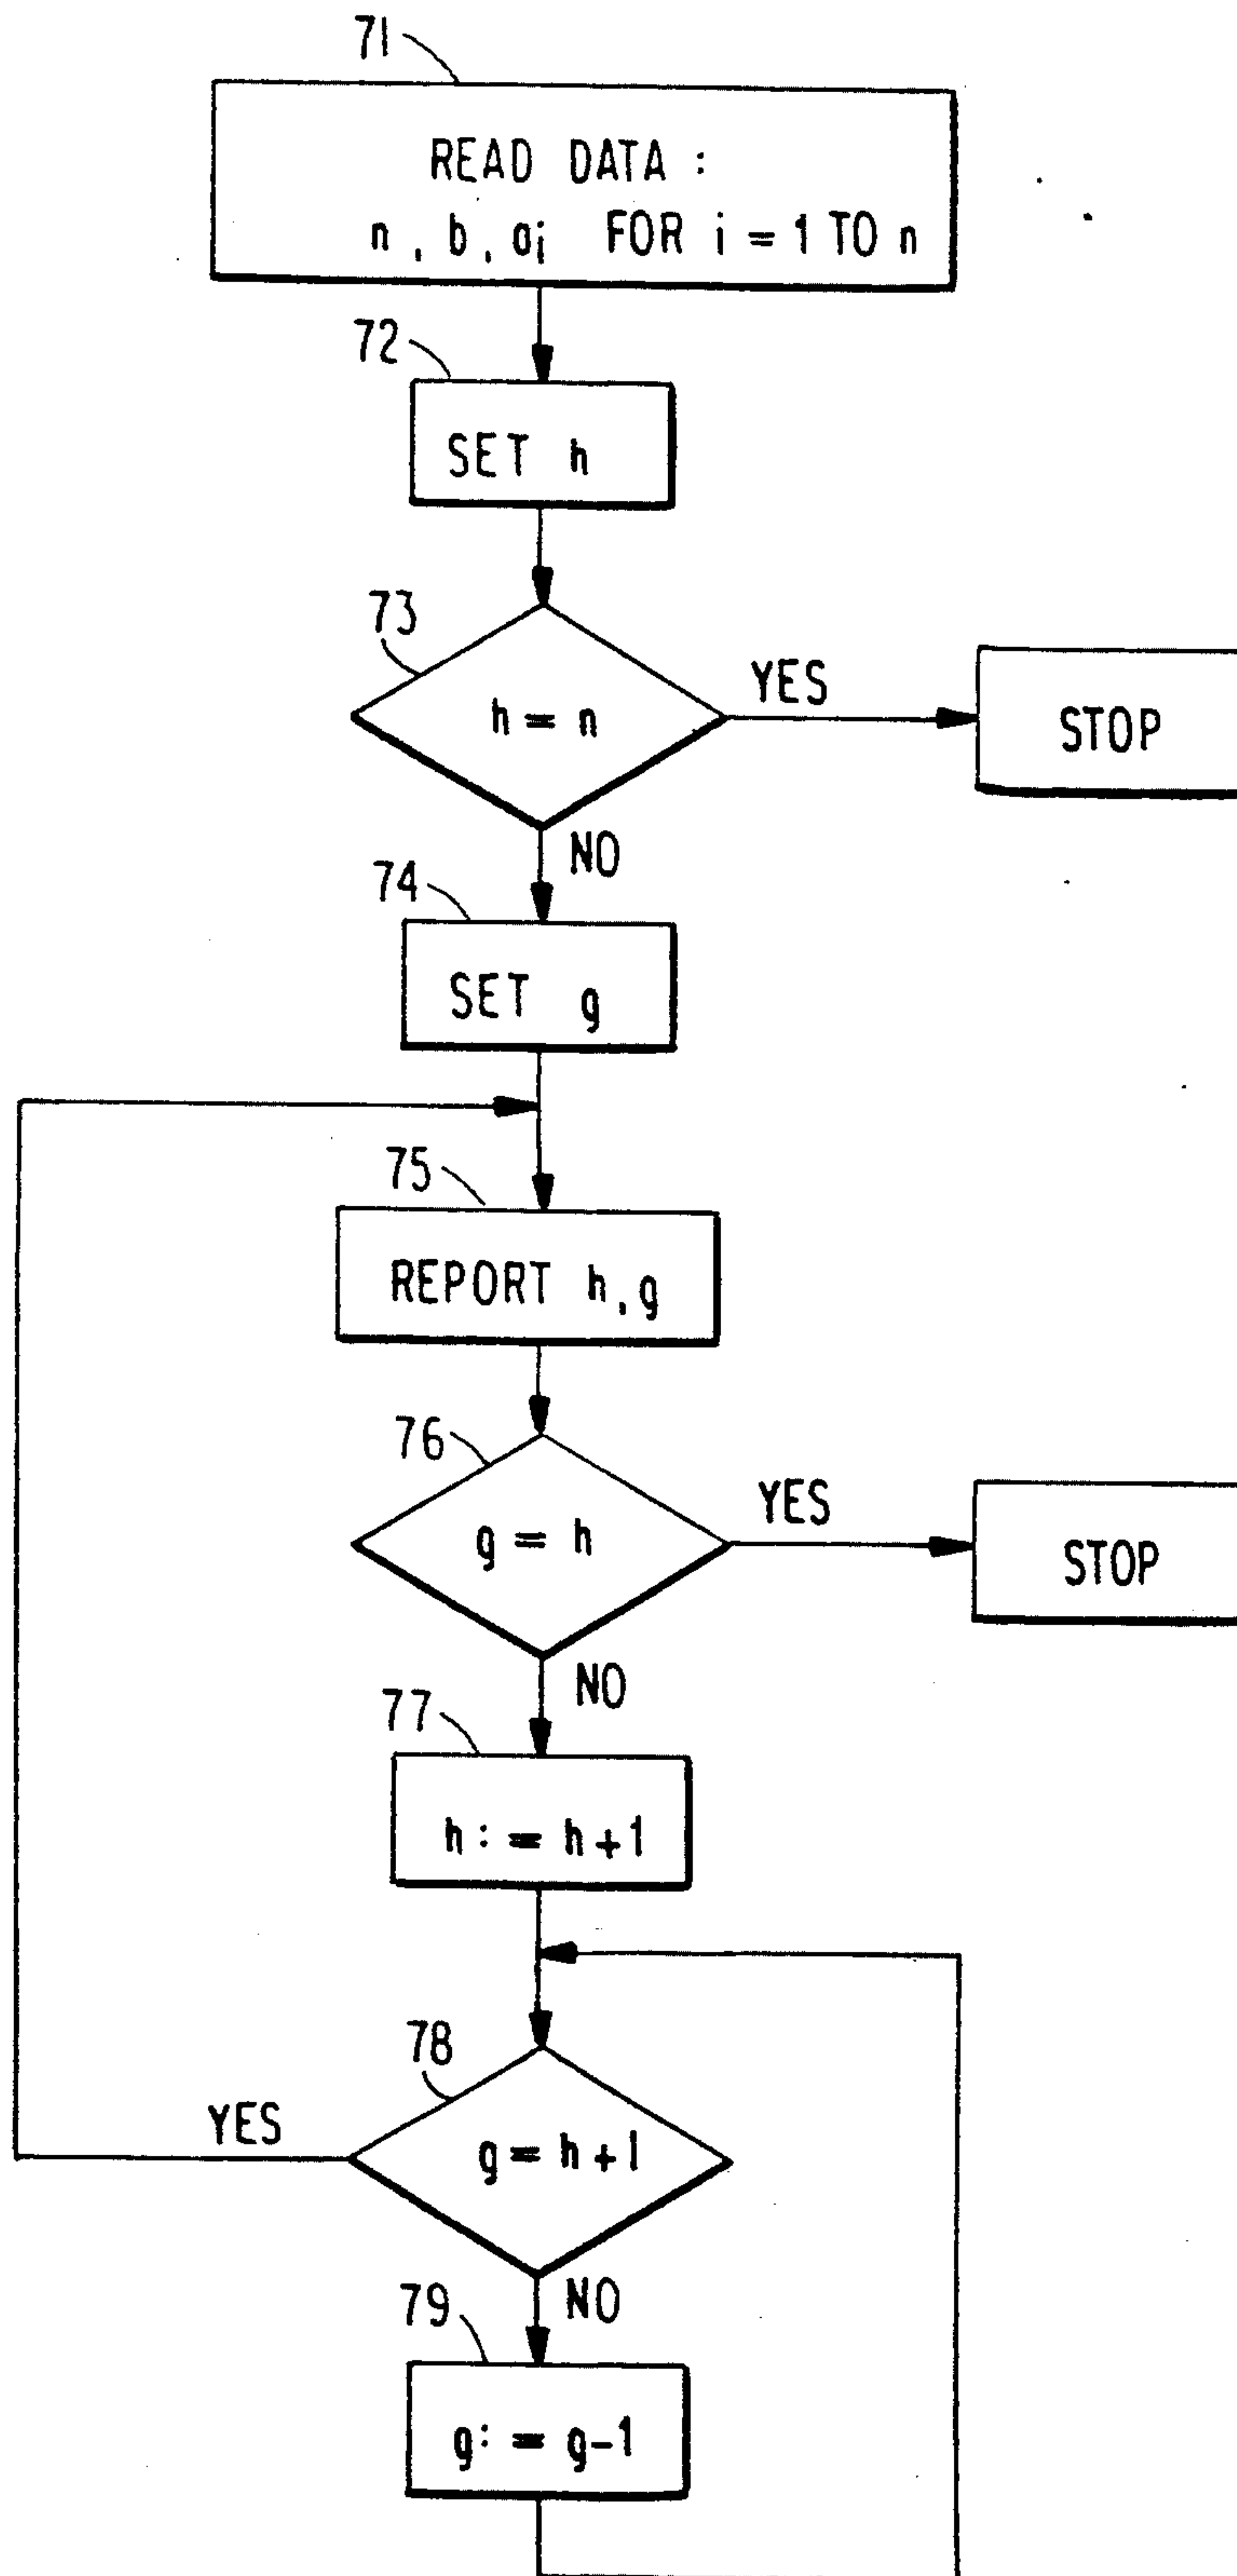 71
READ DATA :
n , b , ai FOR i = 1 TO n
72
SET h
73
h = n
YES
STOP
NO
74
SET g
75
REPORT h,g
76
g = h
YES
STOP
NO
77
h : = h+1
78
YES
g = h+1
NO
79
g : = g-1